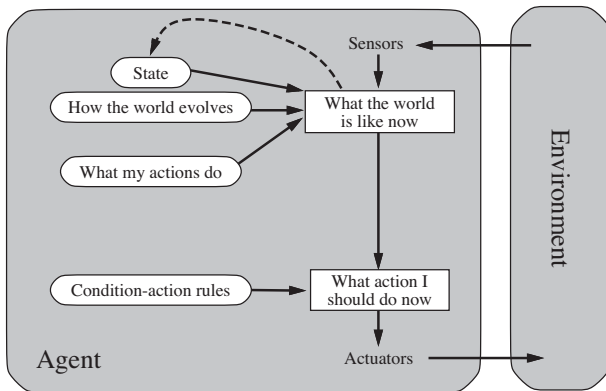 Sensors
State
How the world evolves
What the world
is like now
What my actions do
Environment
Condition-action rules
What action I
should do now
Agent
Actuators